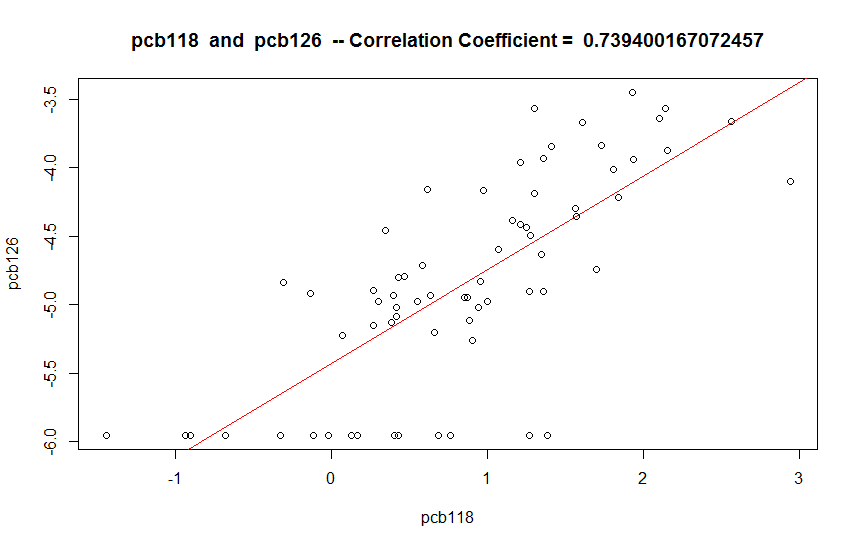 pcb118 and pcb126 -- Correlation Coefficient = 0.739400167072457
-3.5
-4.0
-4.5
-5.0
-5.5
-6.0
pcb126
-1 0 1 2 3
pcb118